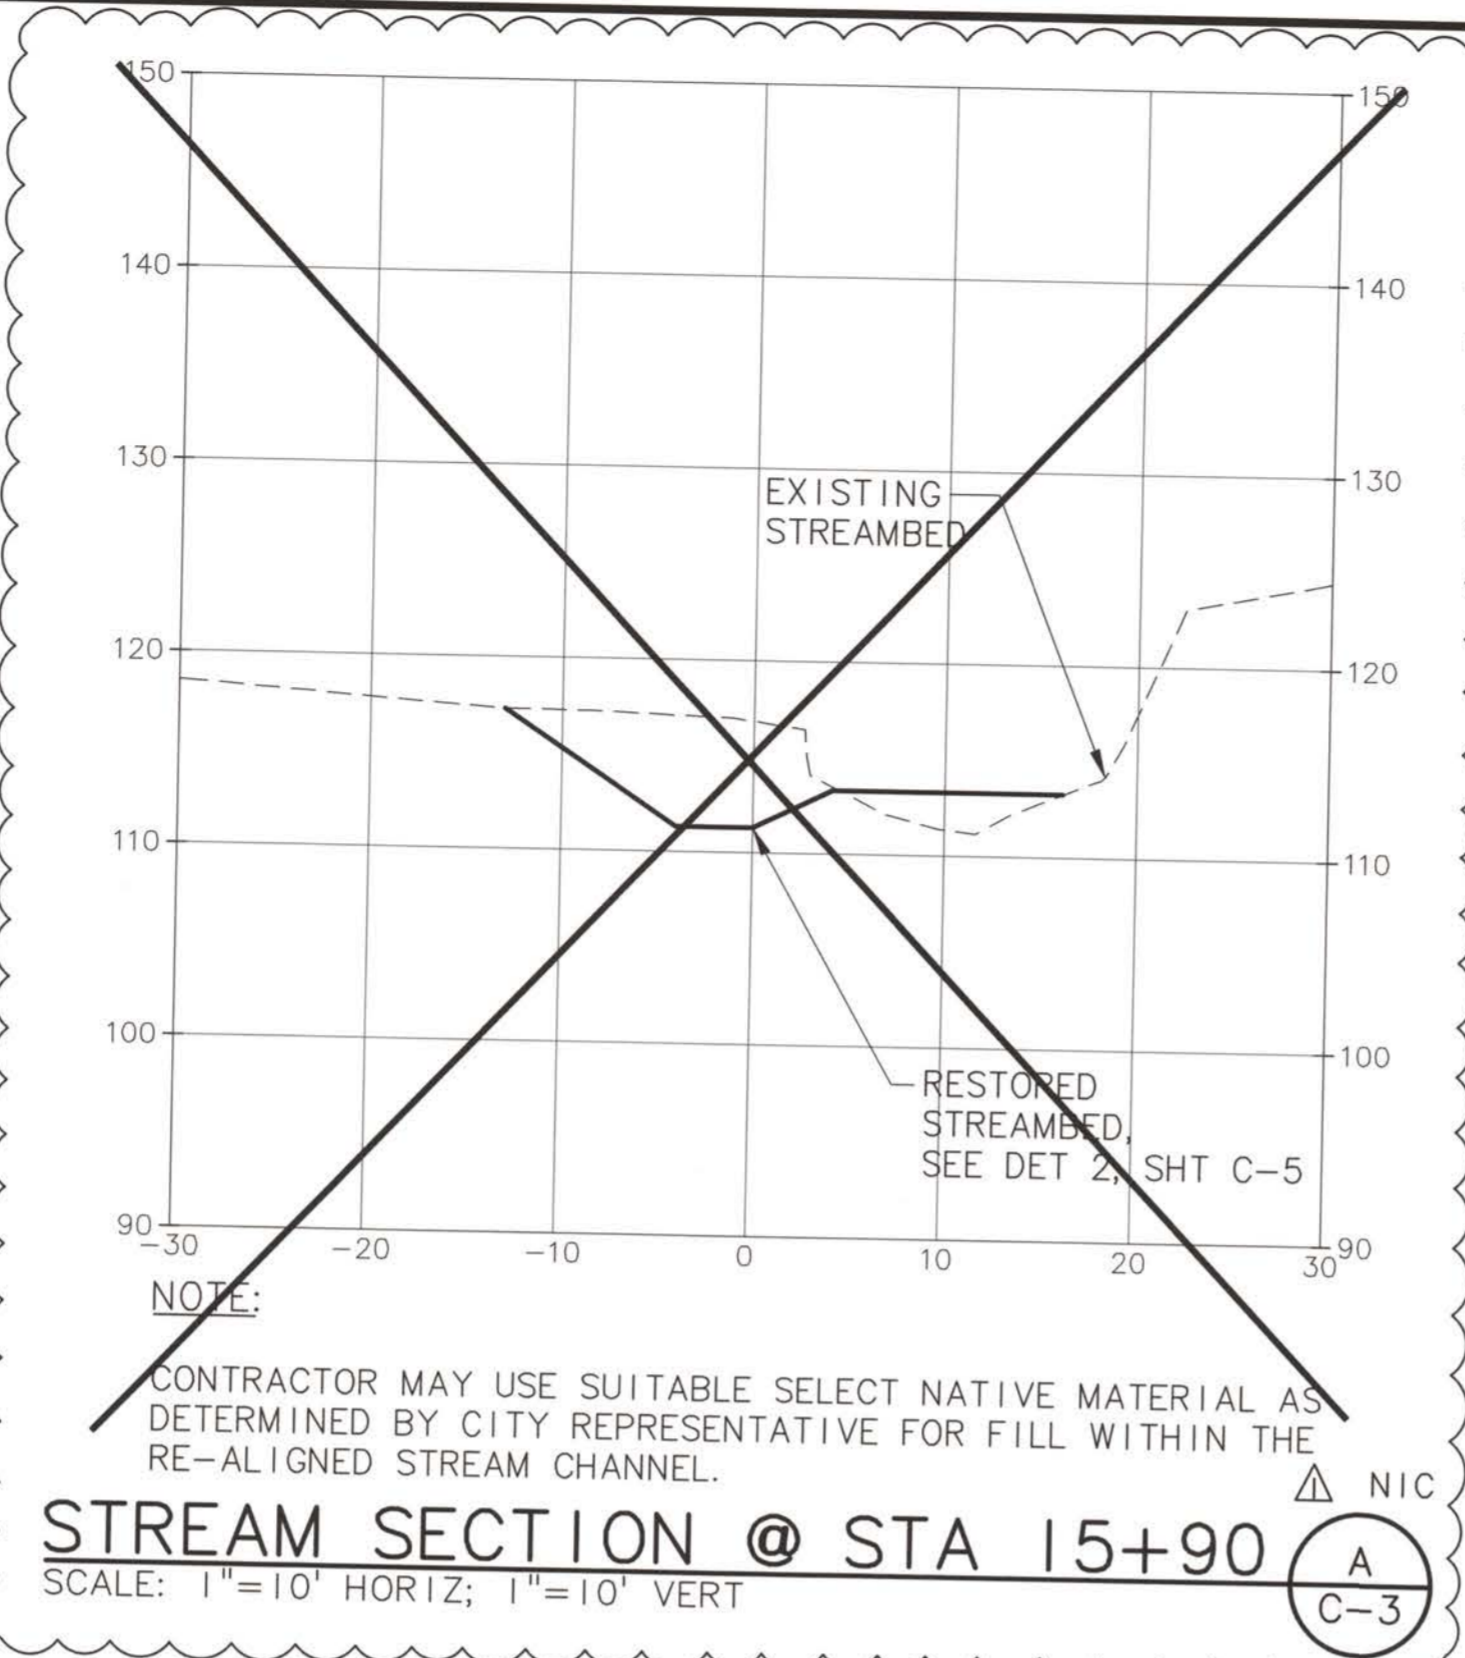 150
150
140
140
130
130
EXISTING
STREAMBED
120
120
110
110
100
100
RESTORED
STREAMBED,
SEE DET 2, SHT C-5
90
90
-30 -20 -10 0 10 20 30
NOTE:
CONTRACTOR MAY USE SUITABLE SELECT NATIVE MATERIAL AS
DETERMINED BY CITY REPRESENTATIVE FOR FILL WITHIN THE
RE-ALIGNED STREAM CHANNEL.
1 NIC
STREAM SECTION @ STA 15+90
SCALE: 1"=10' HORIZ; 1"=10' VERT
A
C-3